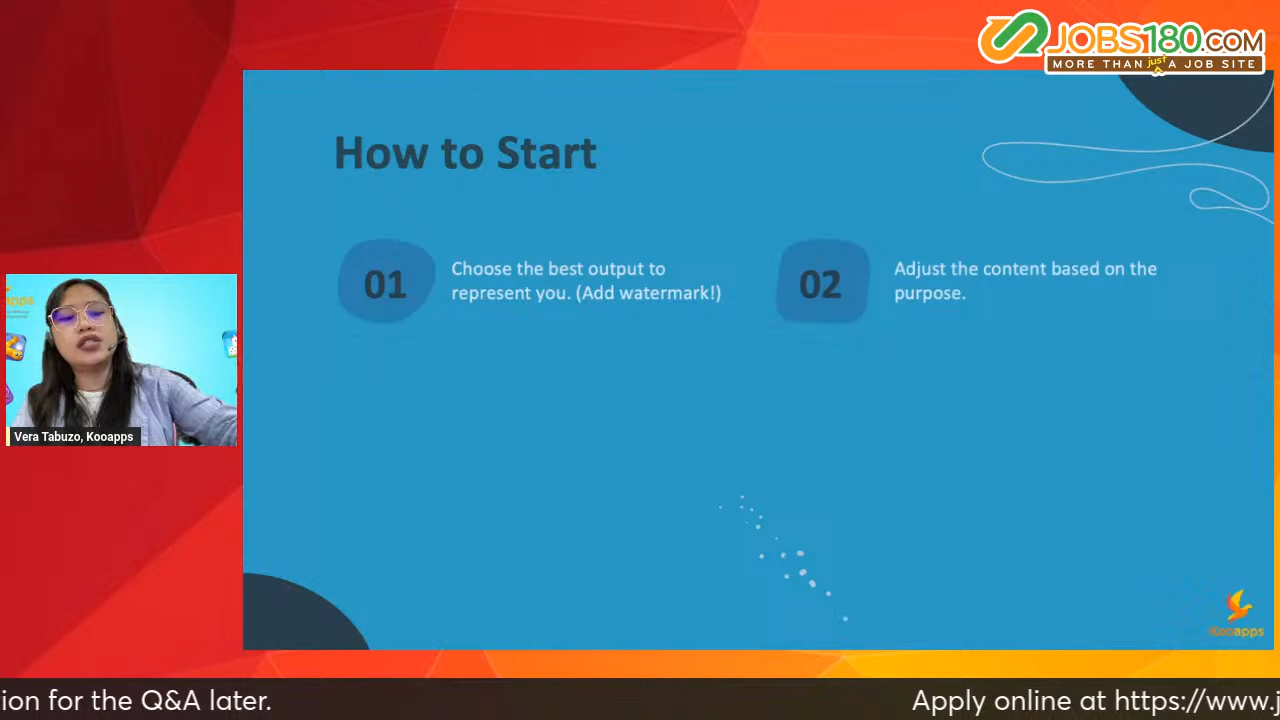 JOBS180.COM
MORE THAN just A JOB SITE
How to Start
01
Choose the best output to
represent you. (Add watermark!)
02
Adjust the content based on the
purpose.
Vera Tabuzo, Kooapps
Kooapps
ion for the Q&A later.
Apply online at https://www.j